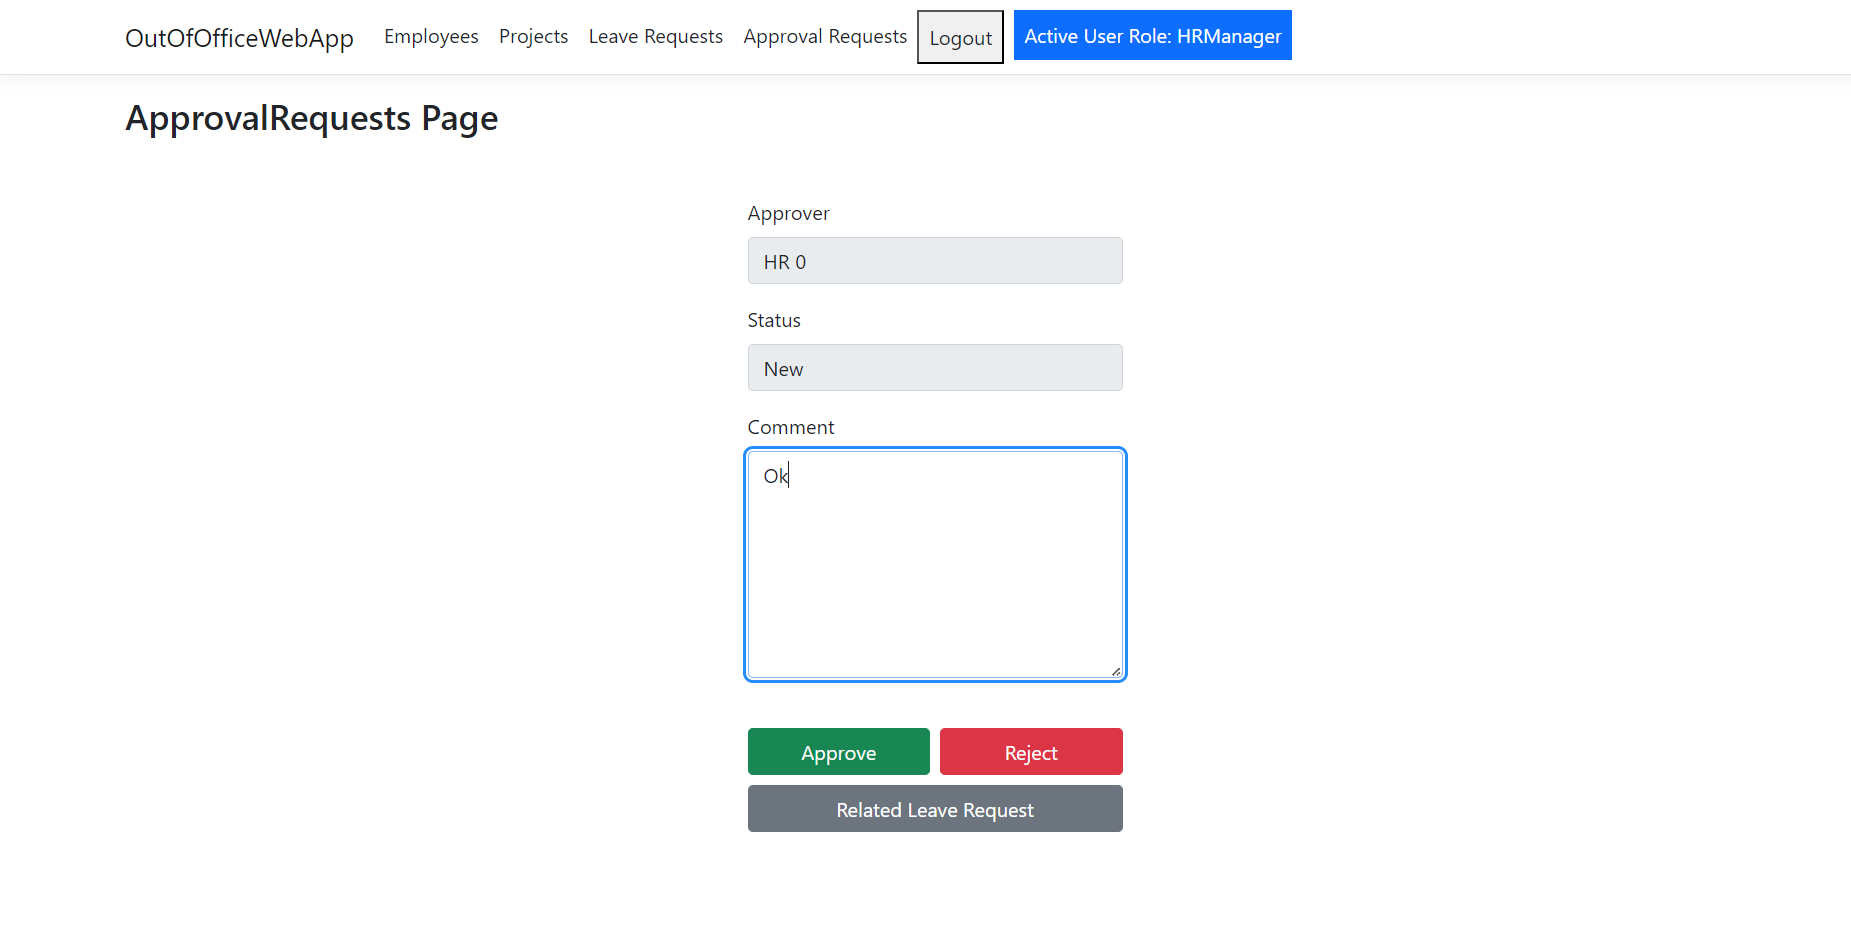 OutOfOfficeWebApp Employees Projects Leave Requests Approval Requests Logout Active User Role: HRManager
ApprovalRequests Page
Approver
HR 0
Status
New
Comment
Ok
Approve Reject
Related Leave Request